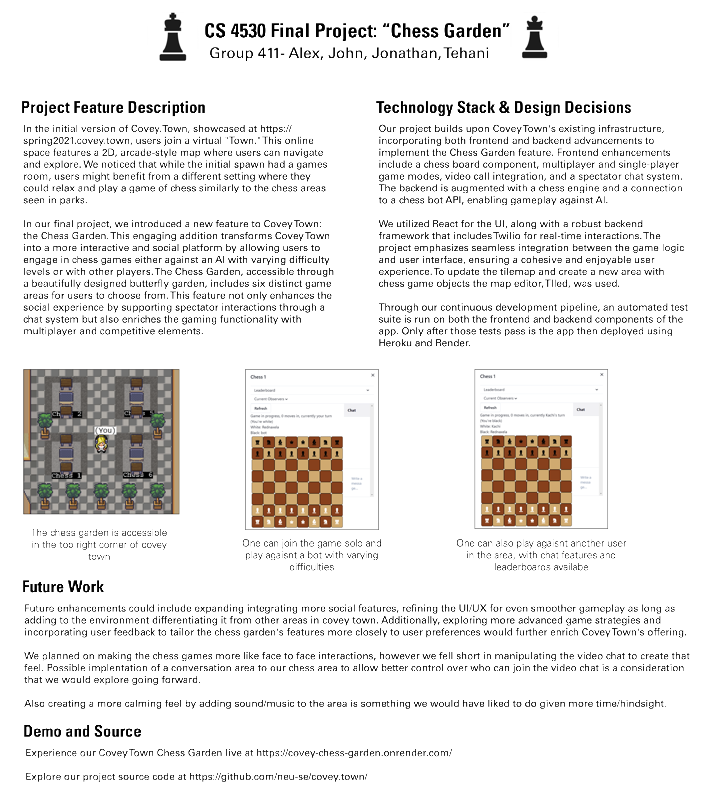 CS 4530 Final Project: “Chess Garden”
Group 411- Alex, John, Jonathan, Tehani
Project Feature Description
In the initial version of Covey.Town, showcased at https://
spring2021.covey.town, users join a virtual "Town." This online
space features a 2D, arcade-style map where users can navigate
and explore. We noticed that while the initial spawn had a games
room, users might benefit from a different setting where they
could relax and play a game of chess similarly to the chess areas
seen in parks.
In our final project, we introduced a new feature to CoveyTown:
the Chess Garden. This engaging addition transforms CoveyTown
into a more interactive and social platform by allowing users to
engage in chess games either against an AI with varying difficulty
levels or with other players. The Chess Garden, accessible through
a beautifully designed butterfly garden, includes six distinct game
areas for users to choose from. This feature not only enhances the
social experience by supporting spectator interactions through a
chat system but also enriches the gaming functionality with
multiplayer and competitive elements.
Technology Stack & Design Decisions
Our project builds upon CoveyTown's existing infrastructure,
incorporating both frontend and backend advancements to
implement the Chess Garden feature. Frontend enhancements
include a chess board component, multiplayer and single-player
game modes, video call integration, and a spectator chat system.
The backend is augmented with a chess engine and a connection
to a chess bot API, enabling gameplay against AI.
We utilized React for the UI, along with a robust backend
framework that includes Twilio for real-time interactions. The
project emphasizes seamless integration between the game logic
and user interface, ensuring a cohesive and enjoyable user
experience. To update the tilemap and create a new area with
chess game objects the map editor, TIled, was used.
Through our continuous development pipeline, an automated test
suite is run on both the frontend and backend components of the
app. Only after those tests pass is the app then deployed using
Heroku and Render.
(You)
Chess 1
Chess 6
The chess garden is accessible
in the top right corner of covey
town
Chess 1
×
Leaderboard
Current Observers
Refresh
Chat
Game in progress, 0 moves in, currently your turn
(You're white)
White: Rednavela
Black: bot
One can join the game solo and
play agaisnt a bot with varying
difficulties
Chess 1
×
Leaderboard
Current Observers
Refresh
Chat
Game in progress, 0 moves in, currently Kachi's turn
(You're black)
White: Kachi
Black: Rednavela
One can also play agaisnt another user
in the area, with chat features and
leaderboards availabe
Future Work
Future enhancements could include expanding integrating more social features, refining the UI/UX for even smoother gameplay as long as
adding to the environment differentiating it from other areas in covey town. Additionally, exploring more advanced game strategies and
incorporating user feedback to tailor the chess garden's features more closely to user preferences would further enrich CoveyTown's offering.
We planned on making the chess games more like face to face interactions, however we fell short in manipulating the video chat to create that
feel. Possible implentation of a conversation area to our chess area to allow better control over who can join the video chat is a consideration
that we would explore going forward.
Also creating a more calming feel by adding sound/music to the area is something we would have liked to do given more time/hindsight.
Demo and Source
Experience our CoveyTown Chess Garden live at https://covey-chess-garden.onrender.com/
Explore our project source code at https://github.com/neu-se/covey.town/